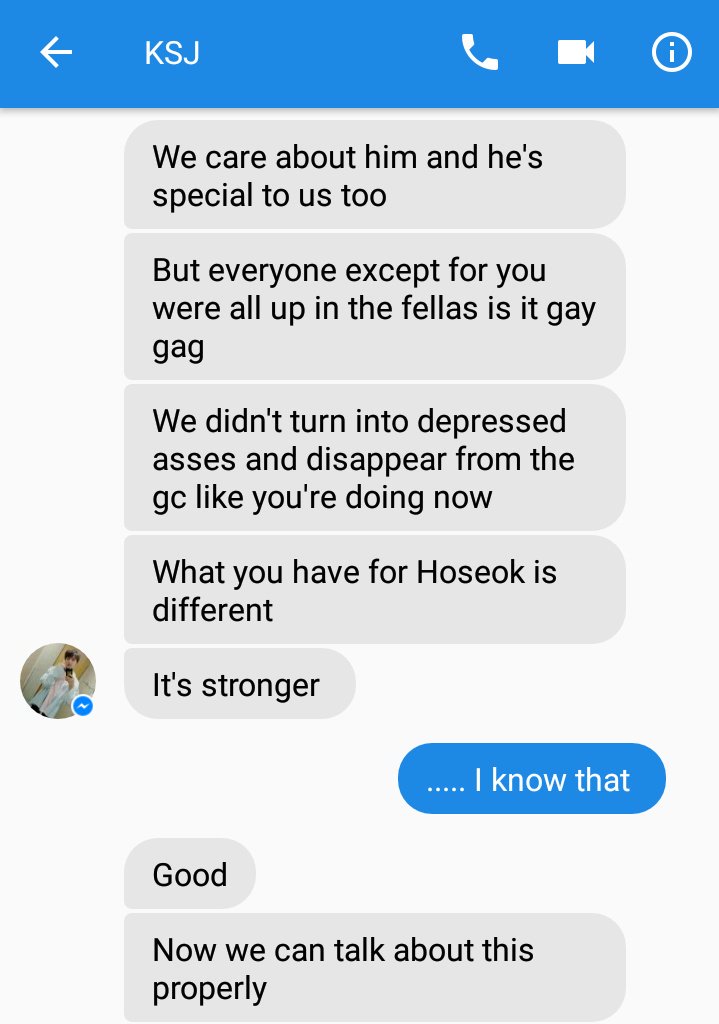 KSJ
We care about him and he's
special to us too
But everyone except for you
were all up in the fellas is it gay
gag
We didn't turn into depressed
asses and disappear from the
gc like you're doing now
What you have for Hoseok is
different
It's stronger
..... I know that
Good
Now we can talk about this
properly